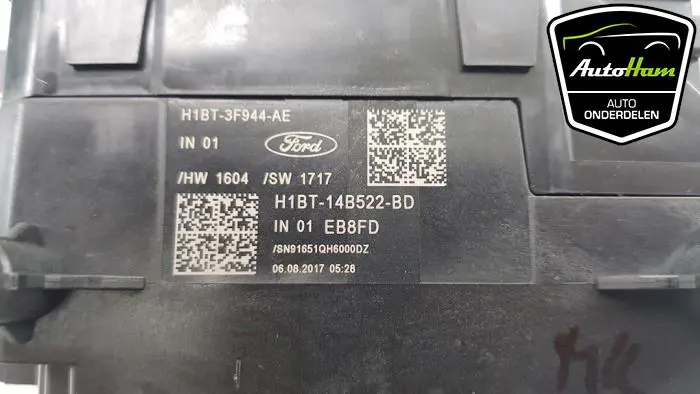 AutoHam
AUTO
ONDERDELEN
H1BT-3F944-AE
IN 01
Ford
/HW 1604 /SW 1717
H1BT-14B522-BD
IN 01 EB8FD
/SN91651QH6000DZ
06.08.2017 05:28